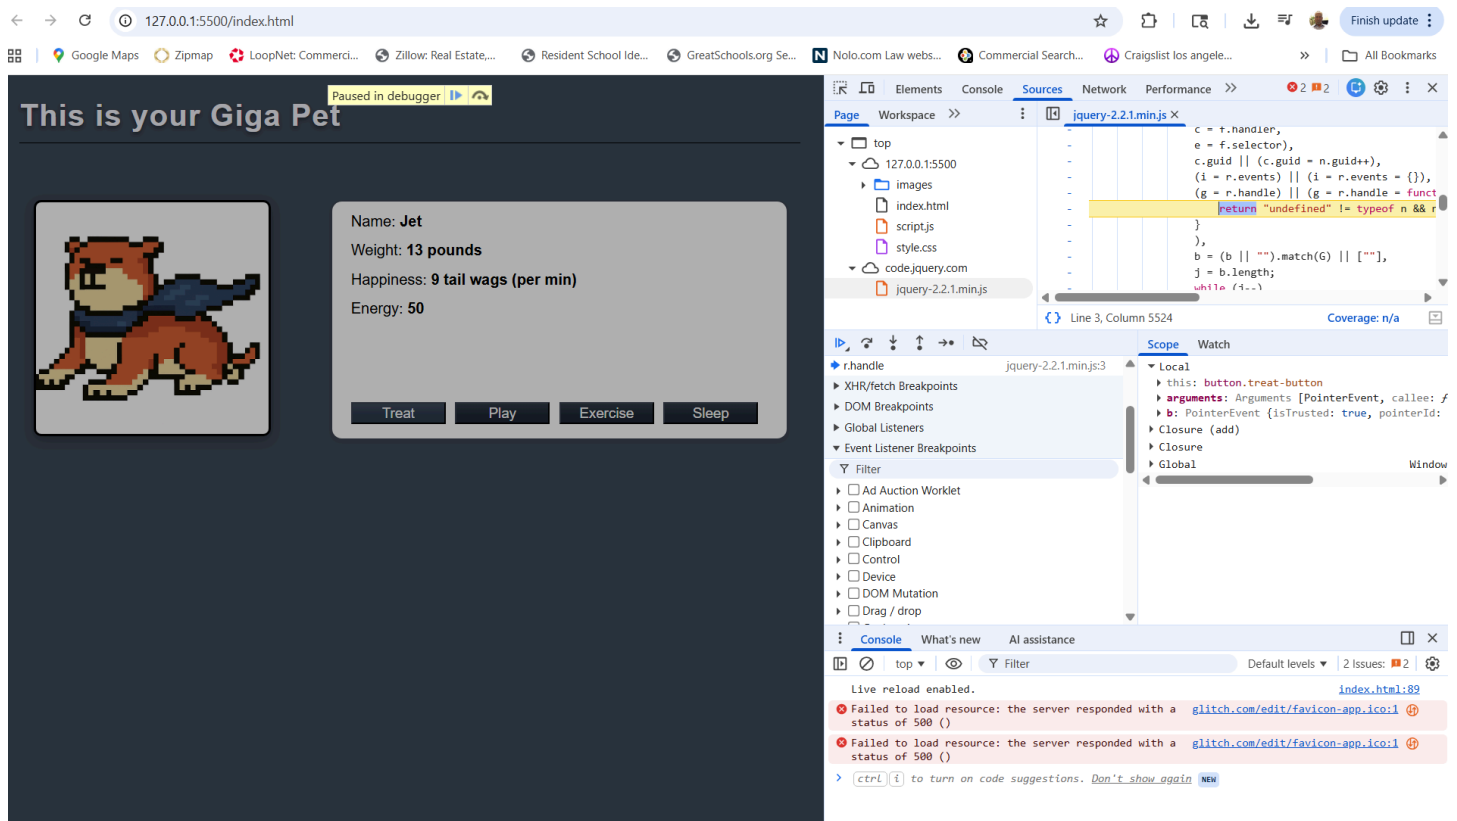 127.0.0.1:5500/index.html
Finish update
Google Maps
Zipmap
LoopNet: Commerci...
Zillow: Real Estate,...
Resident School Ide...
GreatSchools.org Se...
Nolo.com Law webs...
Commercial Search...
Craigslist los angele...
All Bookmarks
This is your Giga Pet
Paused in debugger
Name: Jet
Weight: 13 pounds
Happiness: 9 tail wags (per min)
Energy: 50
Treat Play Exercise Sleep
Elements Console Sources Network Performance
2 2
Page Workspace
top
127.0.0.1:5500
images
index.html
script.js
style.css
code.jquery.com
jquery-2.2.1.min.js
jquery-2.2.1.min.js
c = f.handler,
e = f.selector),
c.guid || (c.guid = n.guid++),
(i = r.events) || (i = r.events = {}),
(g = r.handle) || (g = r.handle = funct
return "undefined" != typeof n && r
}
),
b = (b || "").match(G) || [""],
j = b.length;
while (j--)
{} Line 3, Column 5524
Coverage: n/a
r.handle jquery-2.2.1.min.js:3
XHR/fetch Breakpoints
DOM Breakpoints
Global Listeners
Event Listener Breakpoints
Filter
Ad Auction Worklet
Animation
Canvas
Clipboard
Control
Device
DOM Mutation
Drag / drop
Scope Watch
Local
this: button.treat-button
arguments: Arguments [PointerEvent, callee: ƒ
b: PointerEvent {isTrusted: true, pointerId:
Closure (add)
Closure
Global Window
Console What's new AI assistance
top Filter Default levels 2 Issues: 2
Live reload enabled. index.html:89
Failed to load resource: the server responded with a glitch.com/edit/favicon-app.ico:1
status of 500 ()
Failed to load resource: the server responded with a glitch.com/edit/favicon-app.ico:1
status of 500 ()
ctrl i to turn on code suggestions. Don't show again NEW